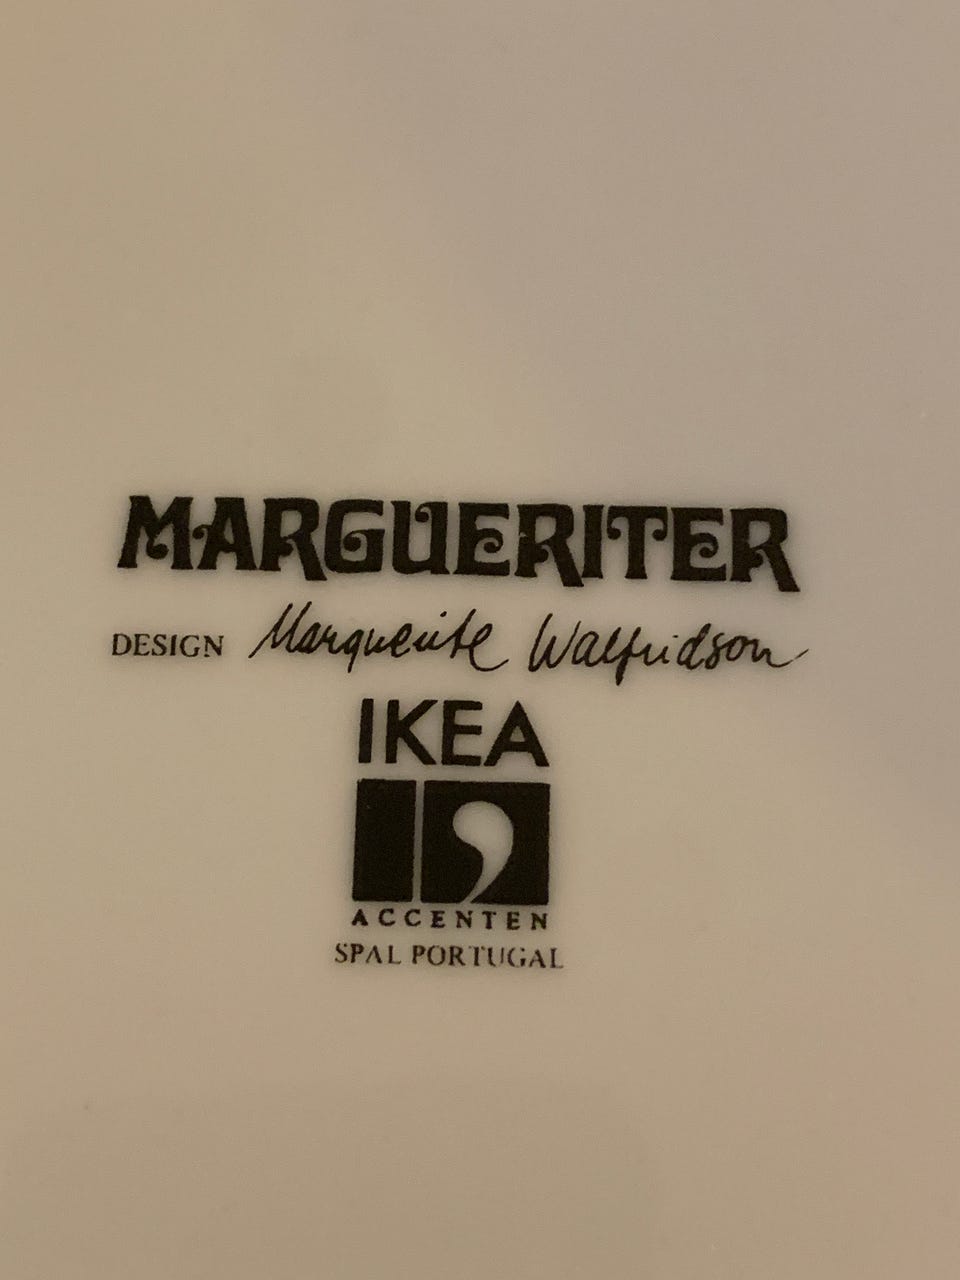 MARGUERITER
DESIGN Marguerite Walfridson
IKEA
ACCENTEN
SPAL PORTUGAL